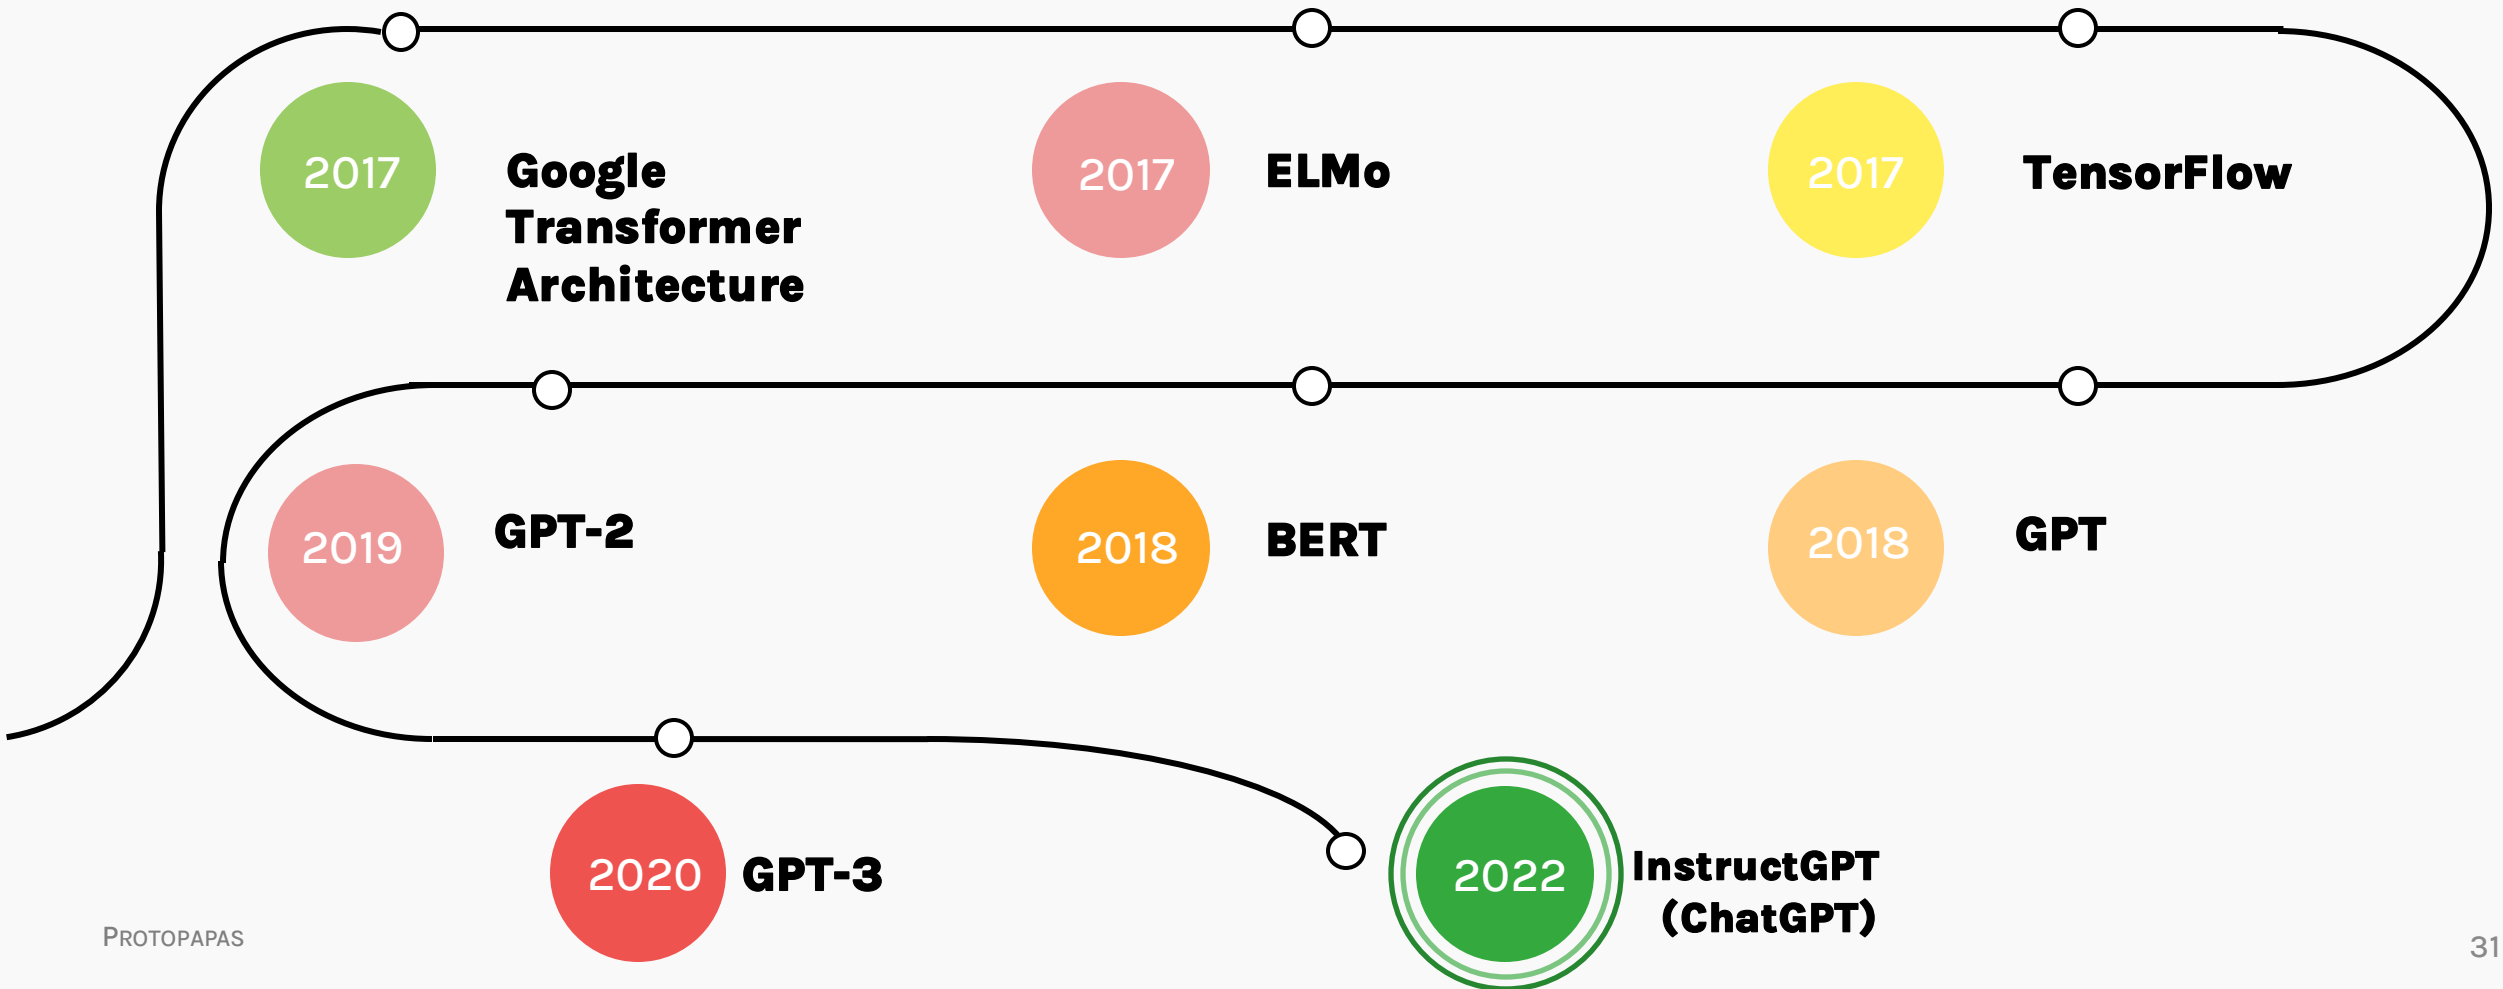 2017
Google
Transformer
Architecture
2017
ELMo
2017
TensorFlow
2019
GPT-2
2018
BERT
2018
GPT
2020
GPT-3
2022
InstructGPT
(ChatGPT)
PROTOPAPAS
31